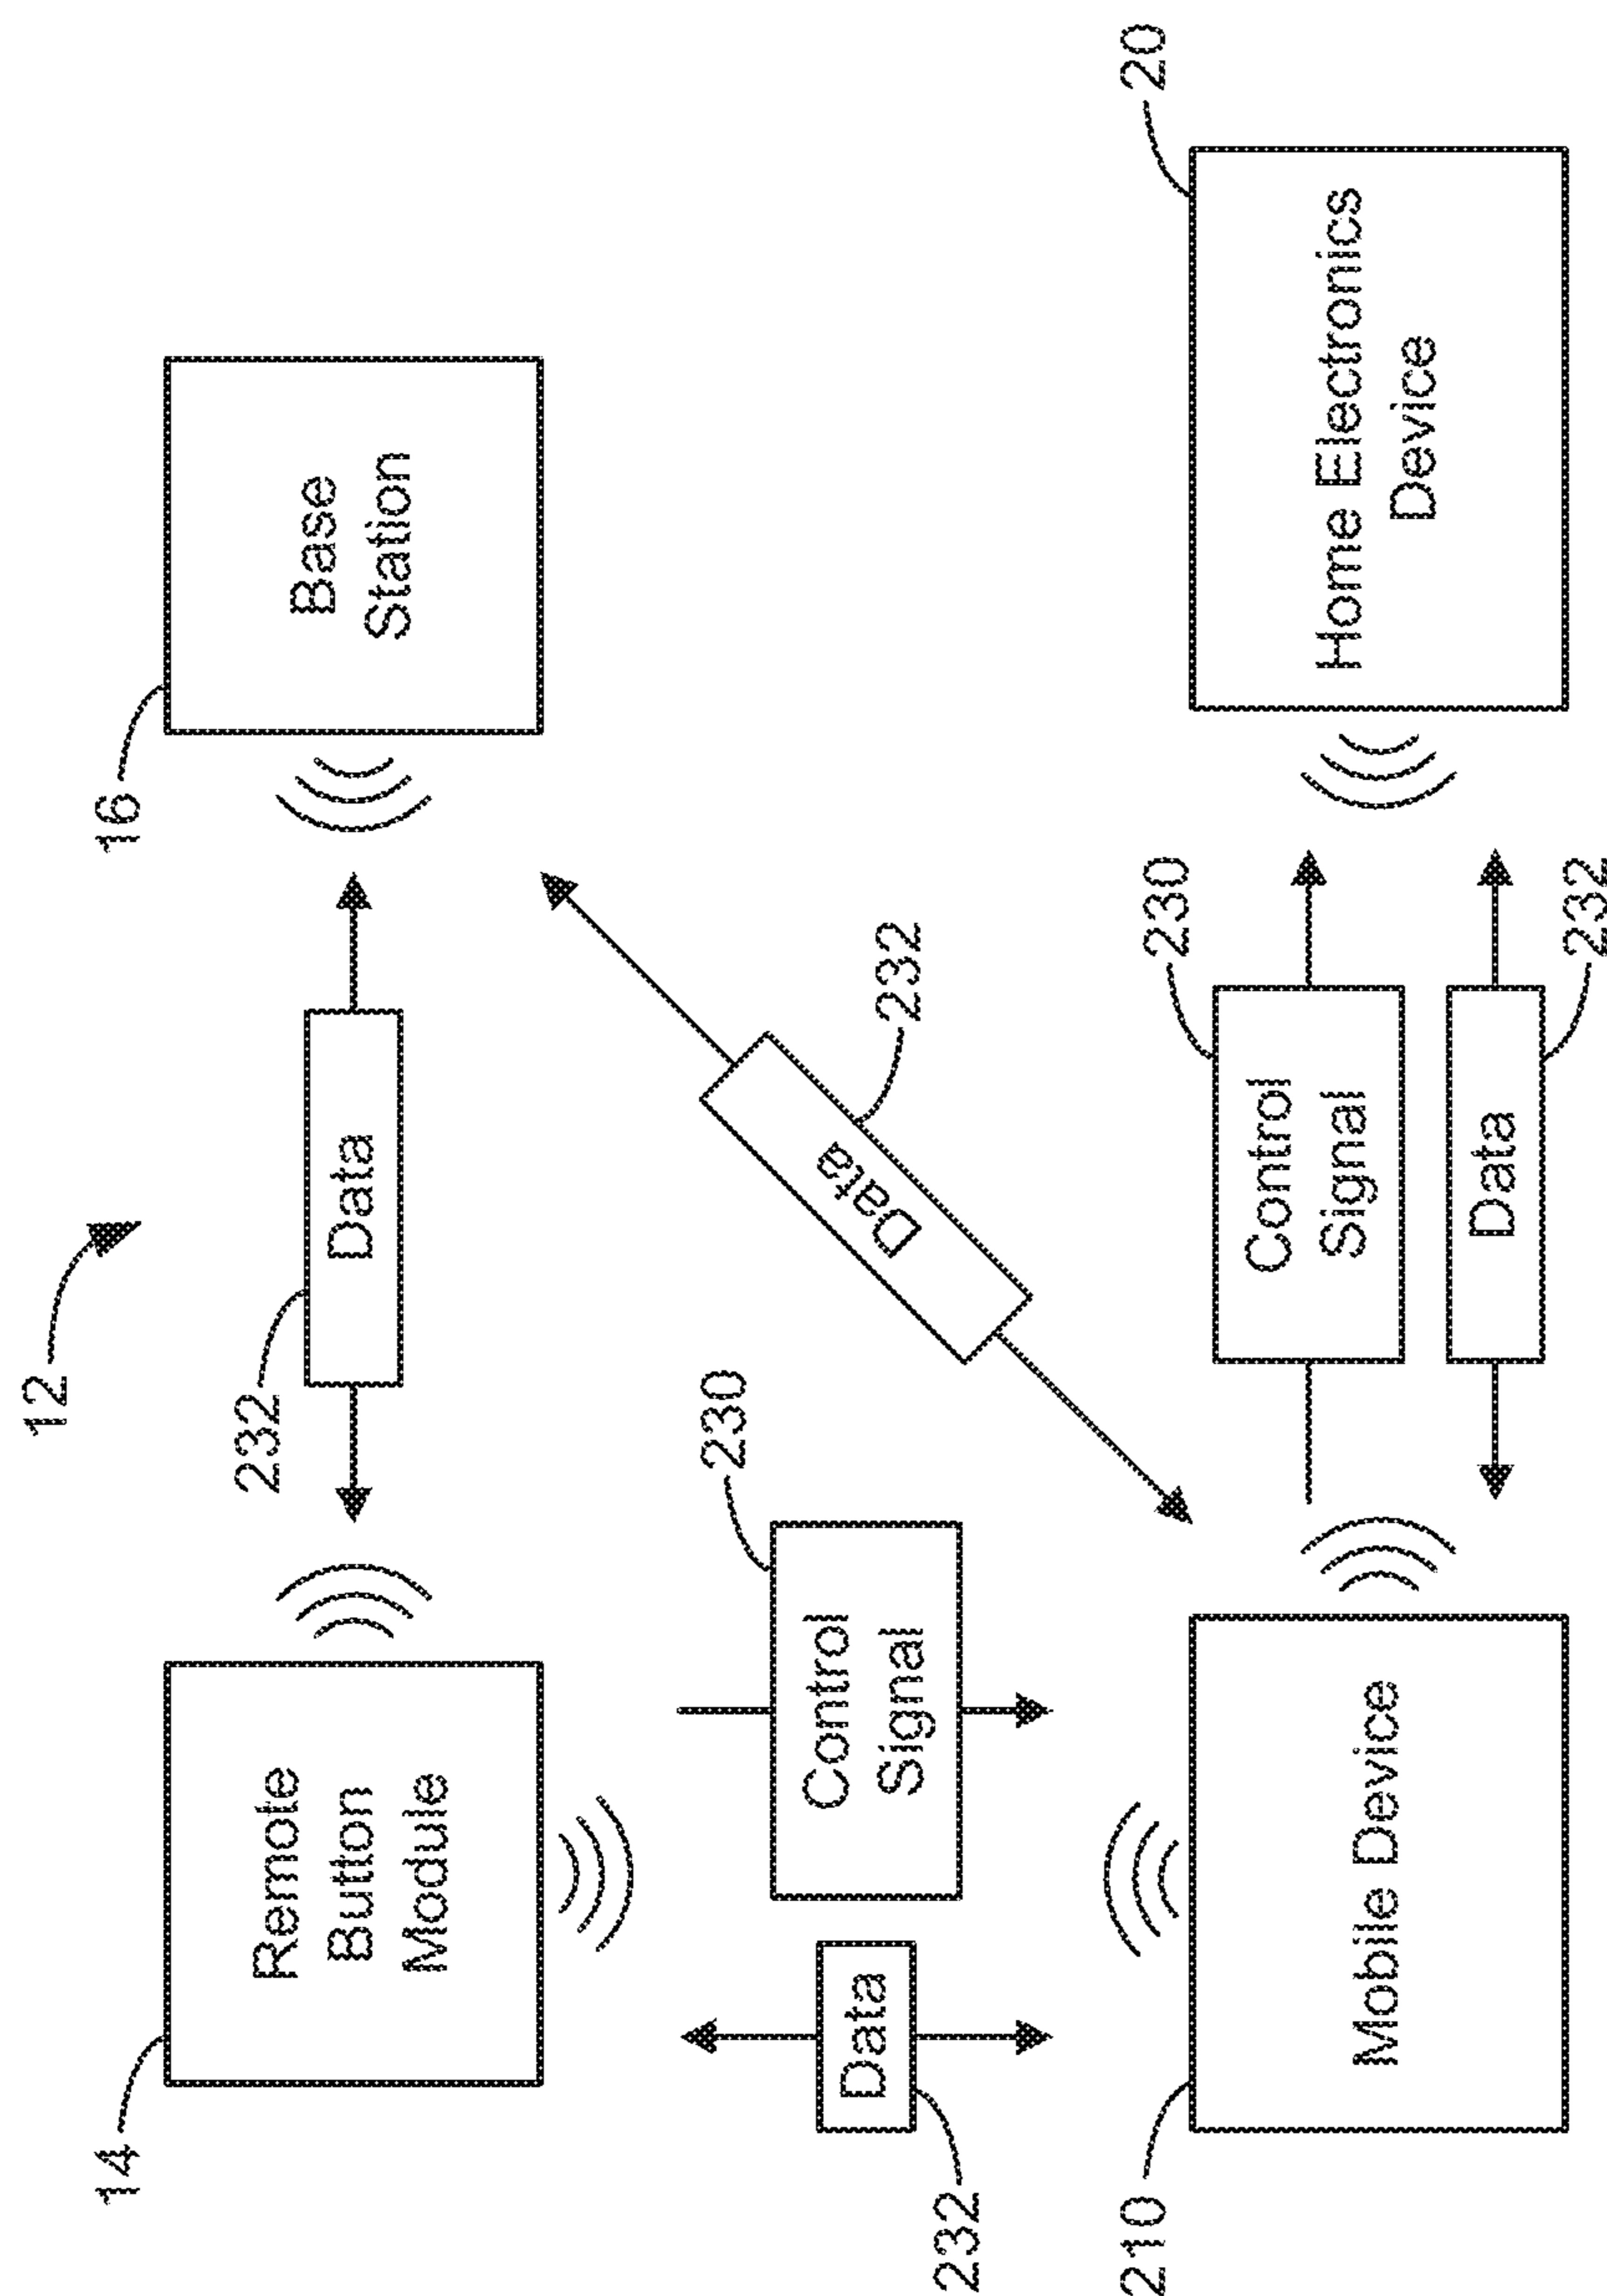 12
14
16
232
Remote
Button
Module
Data
Base
Station
230
Data
Control
Signal
232
Data
232
210
230
20
Mobile Device
Control
Signal
Data
232
Home Electronics
Device